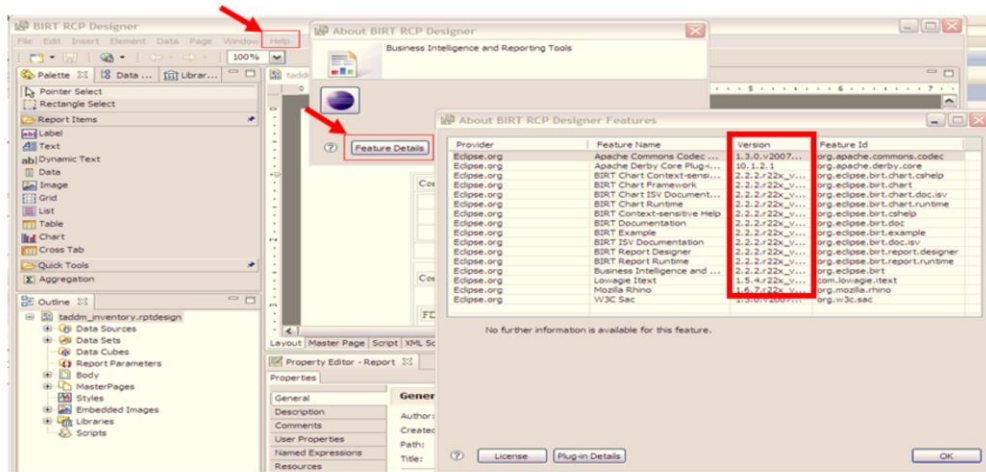 BIRT RCP Designer
File Edit Insert Element Data Page Window Help
100%
Palette
Data ...
Librar...
Pointer Select
Rectangle Select
Report Items
Label
Text
Dynamic Text
Data
Image
Grid
List
Table
Chart
Cross Tab
Quick Tools
Aggregation
Outline
taddm_inventory.rptdesign
Data Sources
Data Sets
Data Cubes
Report Parameters
Body
MasterPages
Styles
Embedded Images
Libraries
Scripts
About BIRT RCP Designer
Business Intelligence and Reporting Tools
Feature Details
Layout Master Page Script XML So
Property Editor - Report
Properties
General
Description
Comments
User Properties
Named Expressions
Resources
Gener
Author:
Created
Path:
Title:
About BIRT RCP Designer Features
Provider Feature Name Version Feature Id
Eclipse.org Apache Commons Codec ... 1.3.0.v2007... org.apache.commons.codec
Eclipse.org Apache Derby Core Plug-i... 10.1.2.1 org.apache.derby.core
Eclipse.org BIRT Chart Context-sensi... 2.2.2.r22x_v... org.eclipse.birt.chart.cshelp
Eclipse.org BIRT Chart Framework 2.2.2.r22x_v... org.eclipse.birt.chart
Eclipse.org BIRT Chart ISV Document... 2.2.2.r22x_v... org.eclipse.birt.chart.doc.isv
Eclipse.org BIRT Chart Runtime 2.2.2.r22x_v... org.eclipse.birt.chart.runtime
Eclipse.org BIRT Context-sensitive Help 2.2.2.r22x_v... org.eclipse.birt.cshelp
Eclipse.org BIRT Documentation 2.2.2.r22x_v... org.eclipse.birt.doc
Eclipse.org BIRT Example 2.2.2.r22x_v... org.eclipse.birt.example
Eclipse.org BIRT ISV Documentation 2.2.2.r22x_v... org.eclipse.birt.doc.isv
Eclipse.org BIRT Report Designer 2.2.2.r22x_v... org.eclipse.birt.report.designer
Eclipse.org BIRT Report Runtime 2.2.2.r22x_v... org.eclipse.birt.report.runtime
Eclipse.org Business Intelligence and ... 2.2.2.r22x_v... org.eclipse.birt
Eclipse.org Lowagie Itext 1.5.4.r22x_v... com.lowagie.itext
Eclipse.org Mozilla Rhino 1.6.7.r22x_v... org.mozilla.rhino
Eclipse.org W3C Sac 1.3.0.v2007... org.w3c.sac
No further information is available for this feature.
License
Plug-in Details
OK